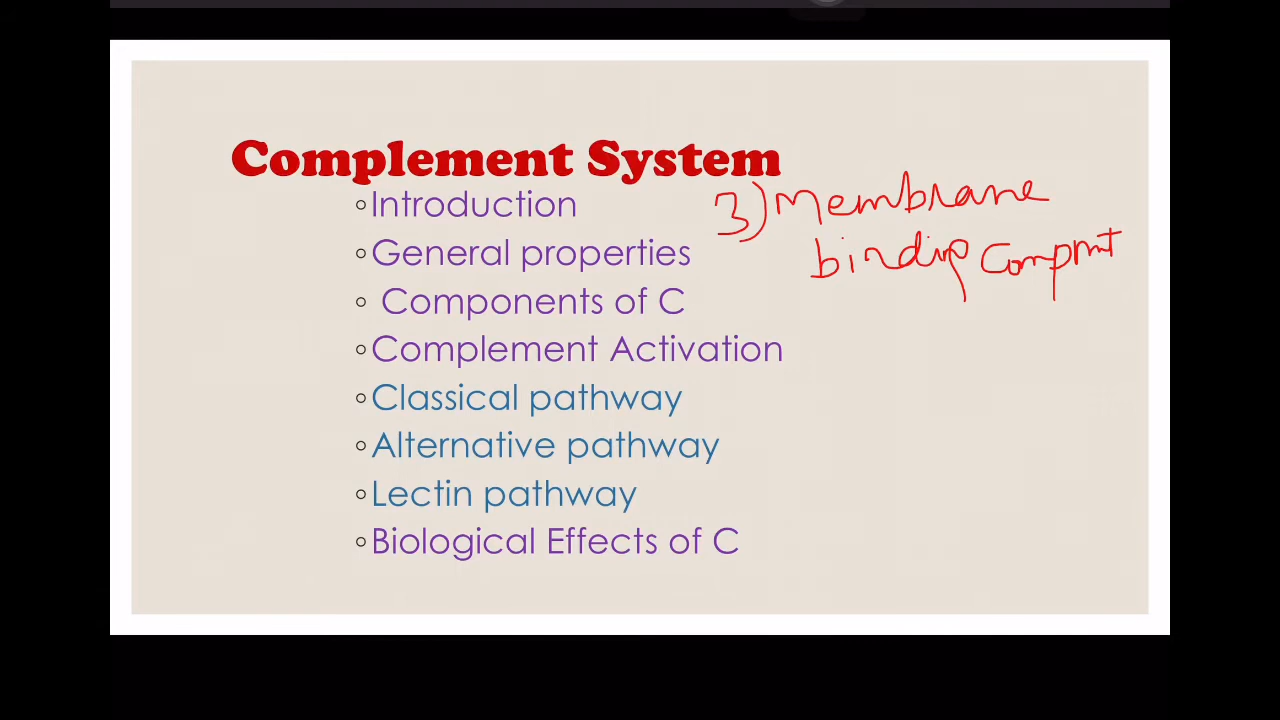 Complement System
◦Introduction
◦General properties
◦ Components of C
◦Complement Activation
◦Classical pathway
◦Alternative pathway
◦Lectin pathway
◦Biological Effects of C
3) Membrane
binding